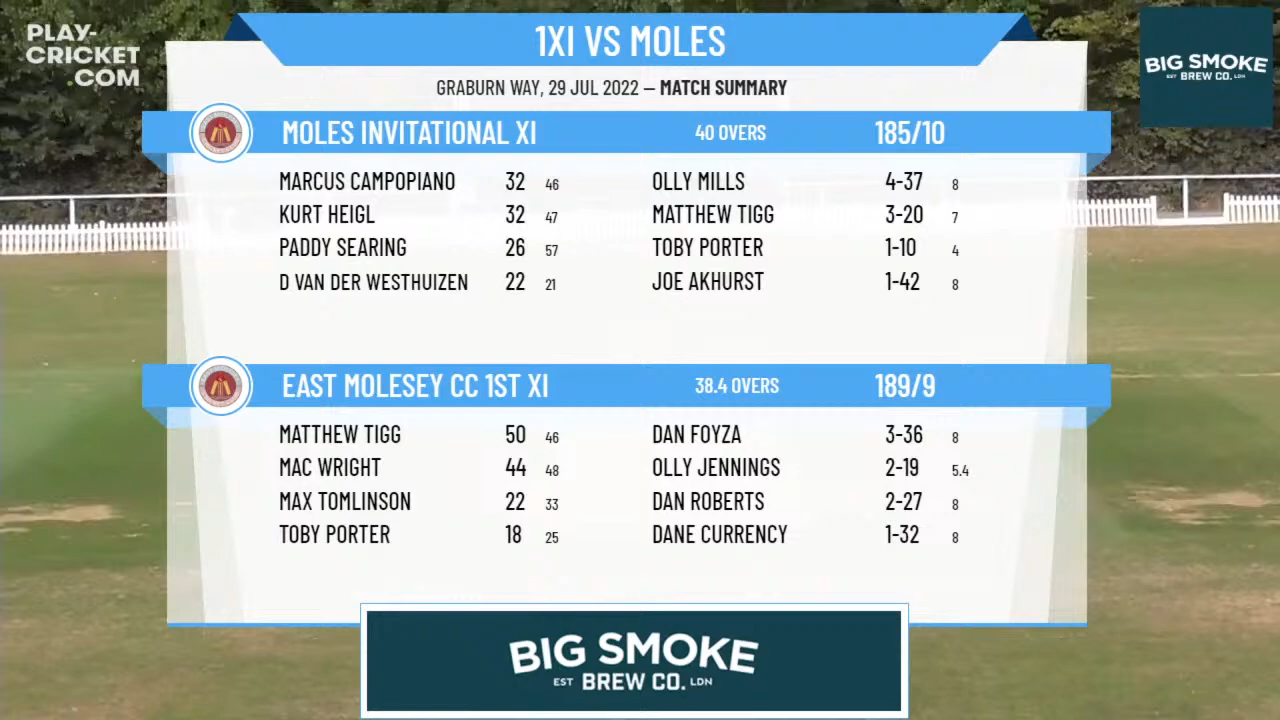 PLAY-
CRICKET
.COM
1XI VS MOLES
BIG SMOKE
EST BREW CO. LDN
GRABURN WAY, 29 JUL 2022 – MATCH SUMMARY
MOLES INVITATIONAL XI 40 OVERS 185/10
MARCUS CAMPOPIANO 32 46 OLLY MILLS 4-37 8
KURT HEIGL 32 47 MATTHEW TIGG 3-20 7
PADDY SEARING 26 57 TOBY PORTER 1-10 4
D VAN DER WESTHUIZEN 22 21 JOE AKHURST 1-42 8
EAST MOLESEY CC 1ST XI 38.4 OVERS 189/9
MATTHEW TIGG 50 46 DAN FOYZA 3-36 8
MAC WRIGHT 44 48 OLLY JENNINGS 2-19 5.4
MAX TOMLINSON 22 33 DAN ROBERTS 2-27 8
TOBY PORTER 18 25 DANE CURRENCY 1-32 8
BIG SMOKE
EST BREW CO. LDN